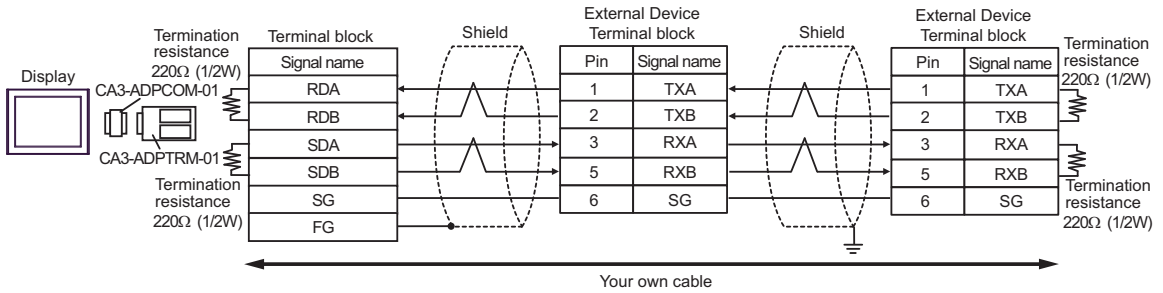 Display
CA3-ADPCOM-01
CA3-ADPTRM-01
Termination
resistance
220Ω (1/2W)
Termination
resistance
220Ω (1/2W)
Terminal block
Signal name
RDA
RDB
SDA
SDB
SG
FG
Shield
External Device
Terminal block
Pin Signal name
1 TXA
2 TXB
3 RXA
5 RXB
6 SG
Shield
External Device
Terminal block
Pin Signal name
1 TXA
2 TXB
3 RXA
5 RXB
6 SG
Termination
resistance
220Ω (1/2W)
Termination
resistance
220Ω (1/2W)
Your own cable